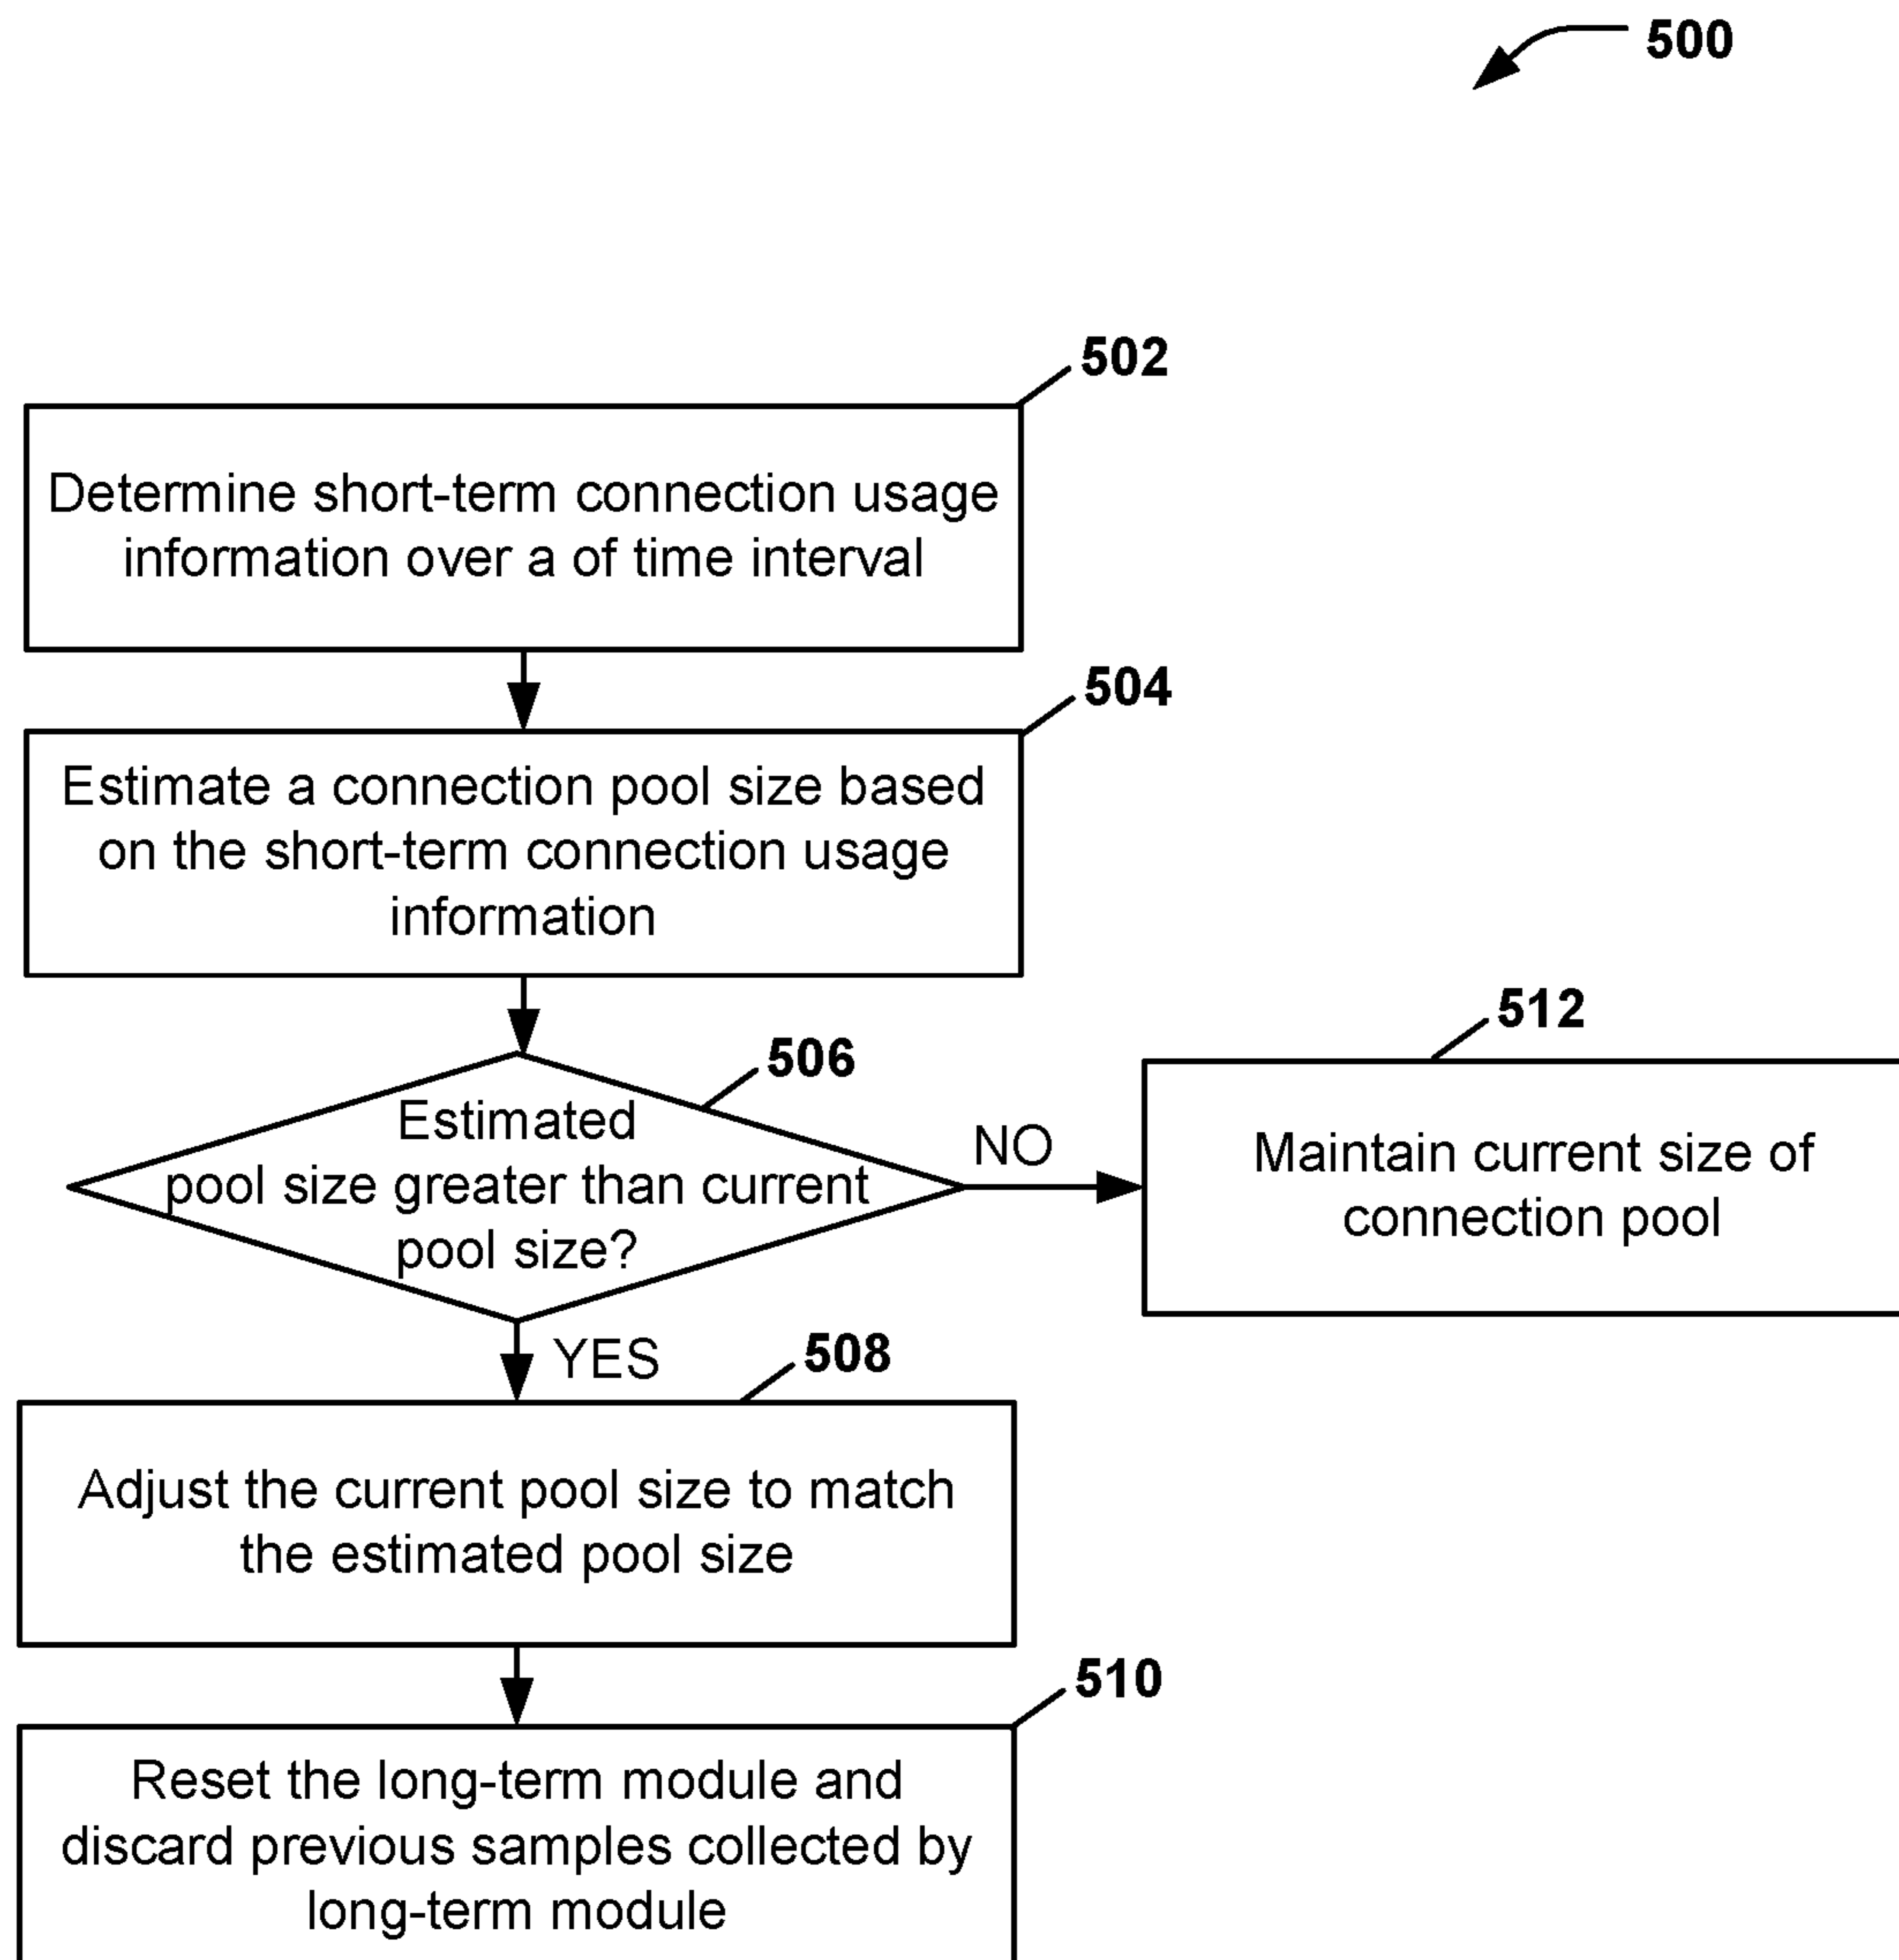 500
502
Determine short-term connection usage
information over a of time interval
504
Estimate a connection pool size based
on the short-term connection usage
information
506
Estimated
pool size greater than current
pool size?
NO
512
Maintain current size of
connection pool
YES
508
Adjust the current pool size to match
the estimated pool size
510
Reset the long-term module and
discard previous samples collected by
long-term module